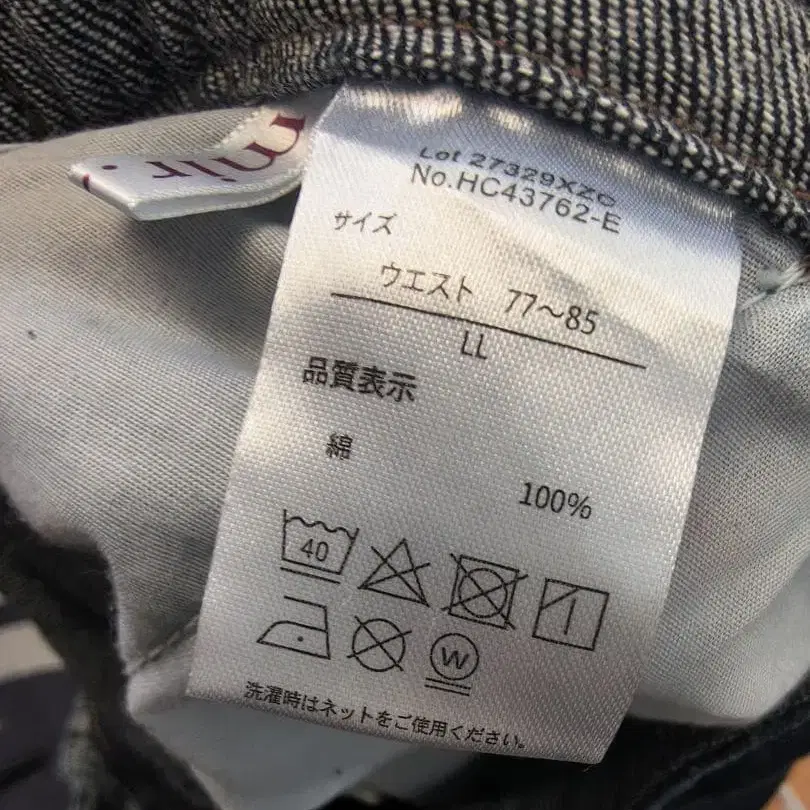 Lot 27329XZC
No.HC43762-E
サイズ
ウエスト 77～85
LL
品質表示
綿
100%
40
W
洗濯時はネットをご使用ください。